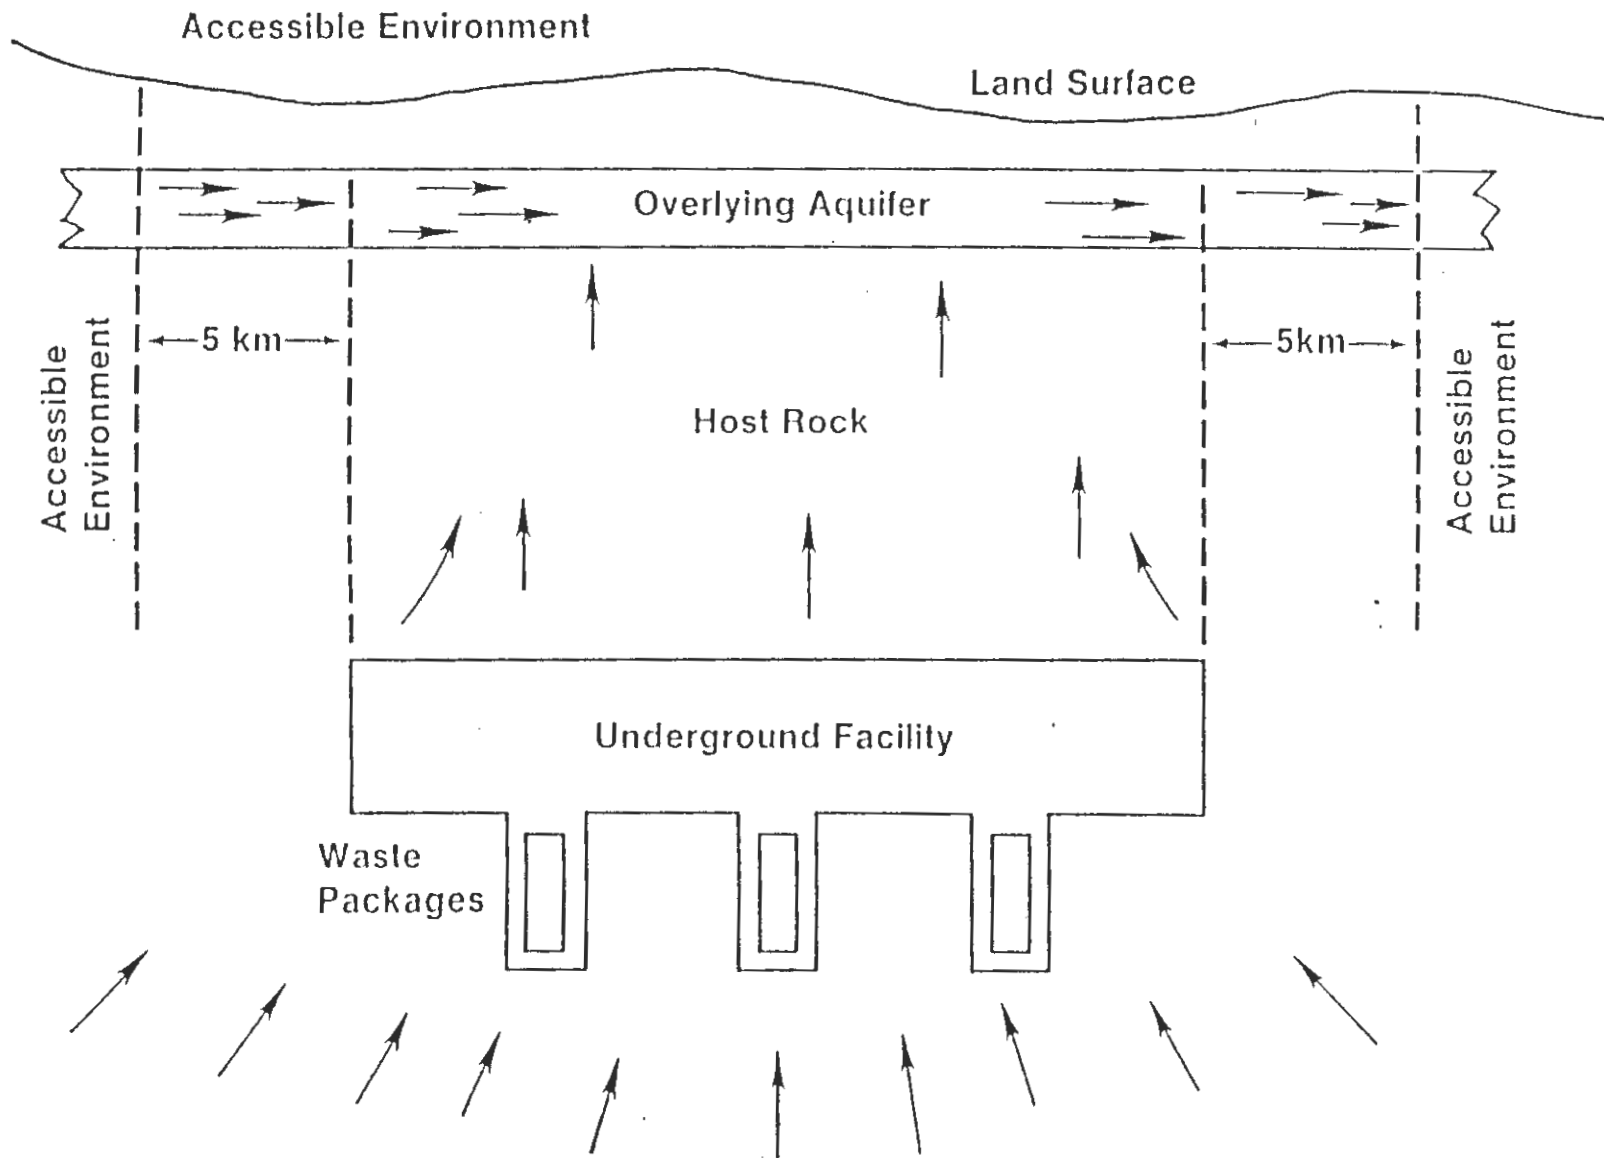 Accessible Environment
Land Surface
Overlying Aquifer
5 km
5km
Accessible
Environment
Accessible
Environment
Host Rock
Underground Facility
Waste
Packages